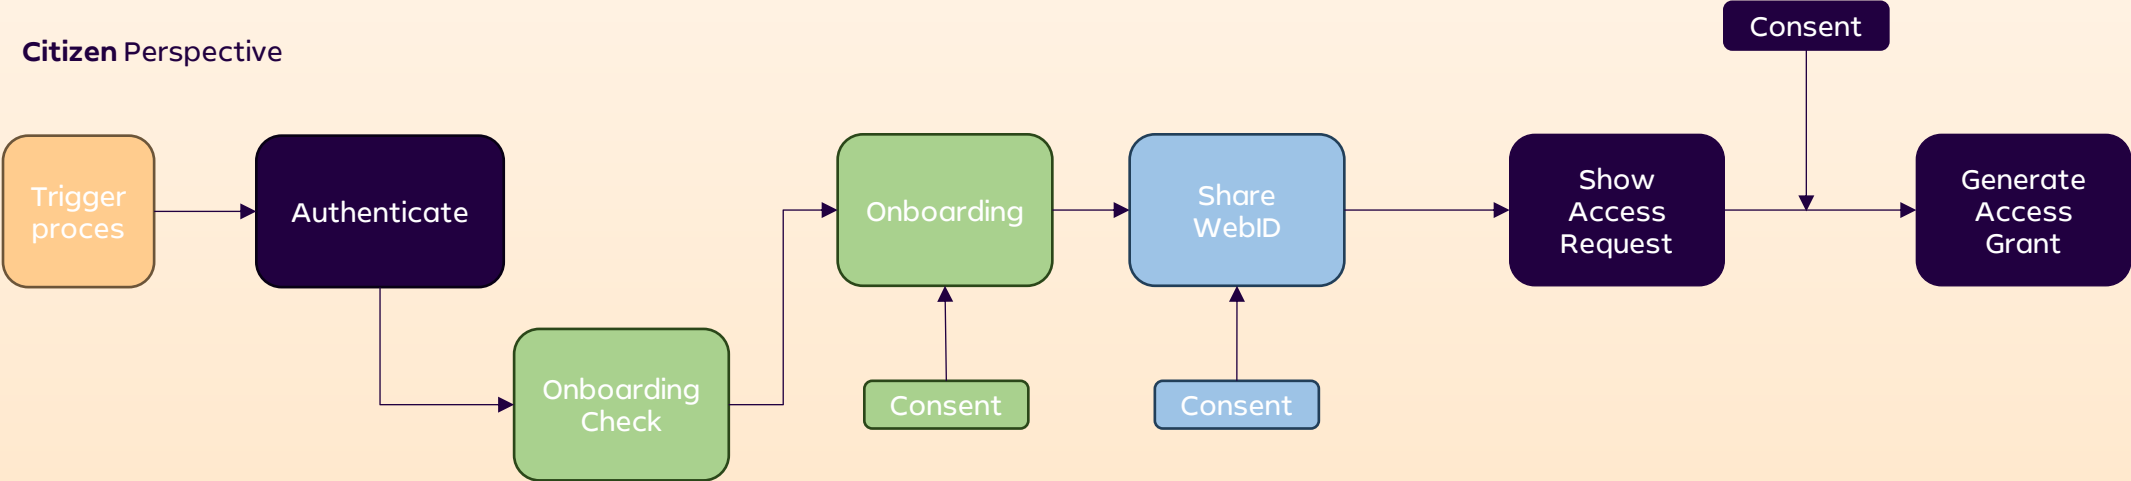 Consent
Citizen Perspective
Trigger
proces
Authenticate
Onboarding
Check
Onboarding
Consent
Share
WebID
Consent
Show
Access
Request
Generate
Access
Grant